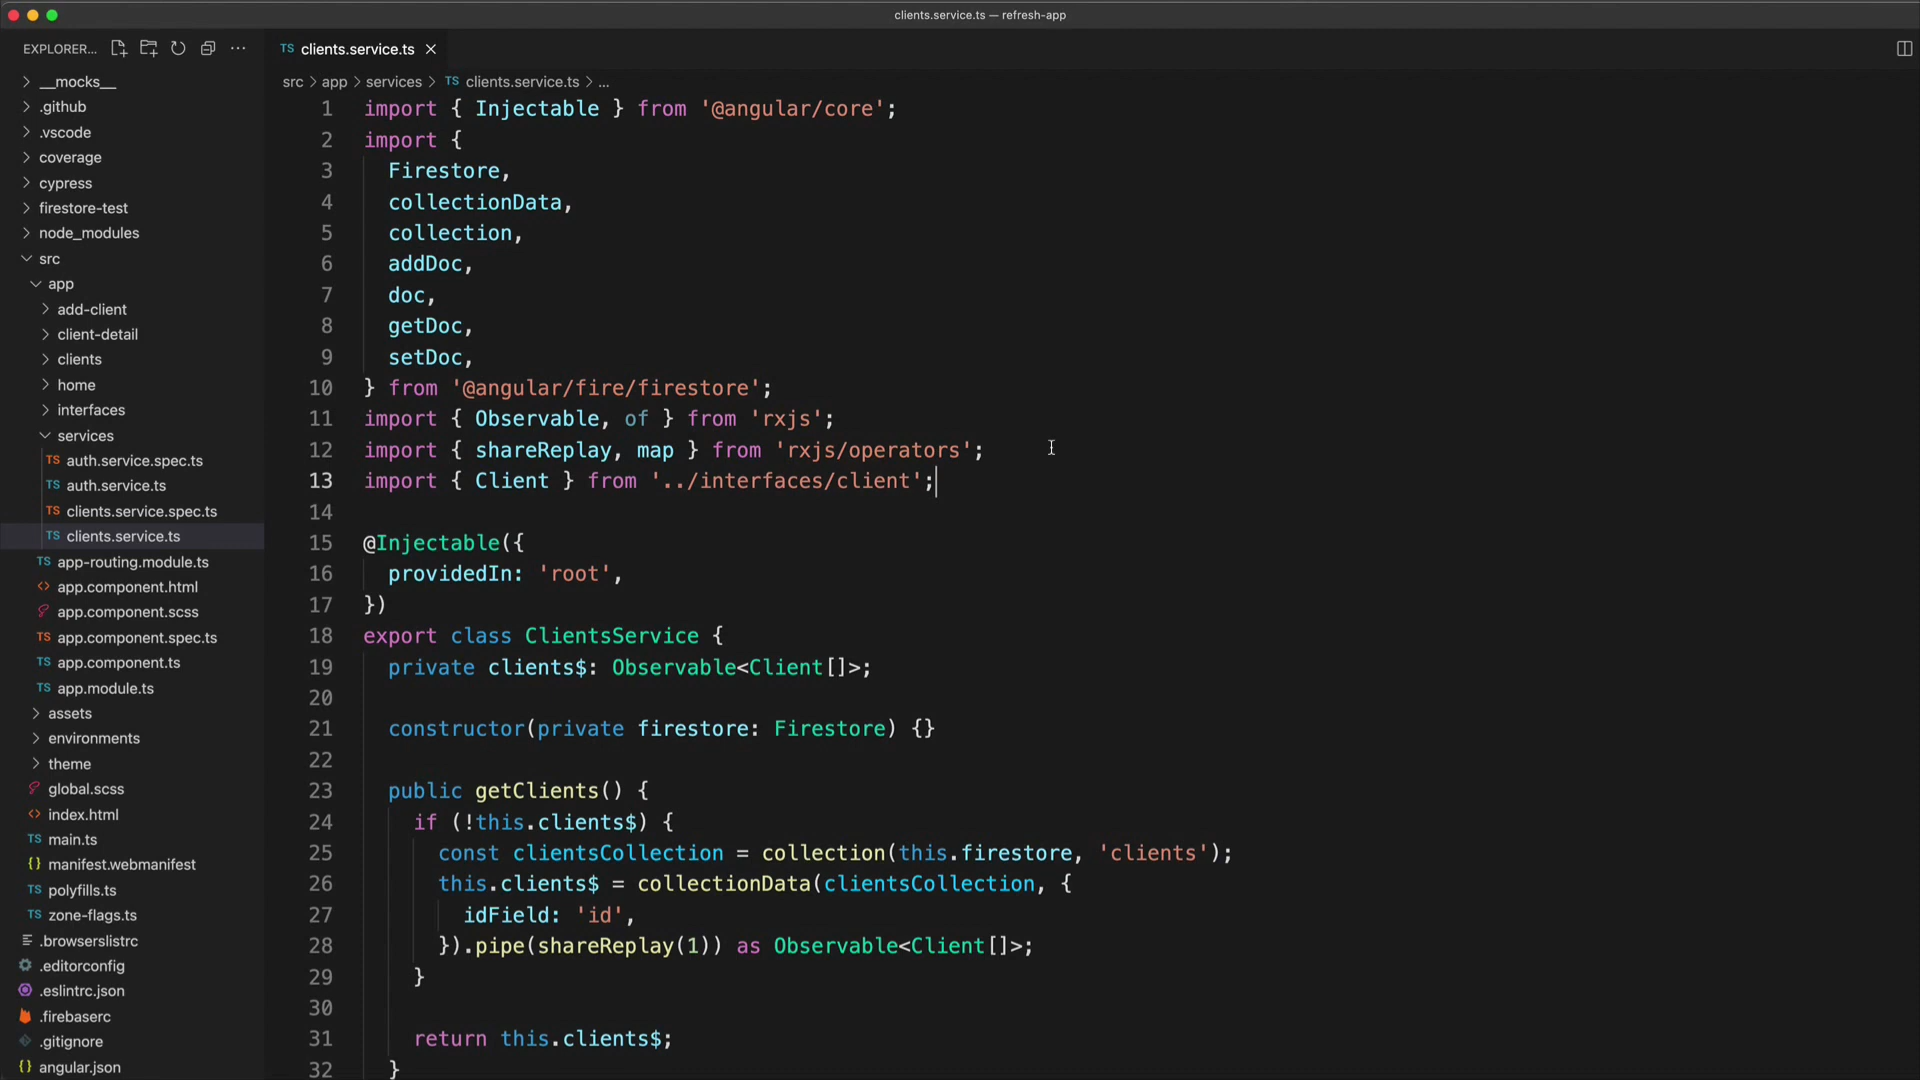 clients.service.ts — refresh-app
EXPLORER...
TS clients.service.ts
src > app > services > TS clients.service.ts > ...
__mocks__
.github
.vscode
coverage
cypress
firestore-test
node_modules
src
app
add-client
client-detail
clients
home
interfaces
services
TS auth.service.spec.ts
TS auth.service.ts
TS clients.service.spec.ts
TS clients.service.ts
TS app-routing.module.ts
<> app.component.html
app.component.scss
TS app.component.spec.ts
TS app.component.ts
TS app.module.ts
assets
environments
theme
global.scss
<> index.html
TS main.ts
{} manifest.webmanifest
TS polyfills.ts
TS zone-flags.ts
.browserslistrc
.editorconfig
.eslintrc.json
.firebaserc
.gitignore
{} angular.json
1 import { Injectable } from '@angular/core';
2 import {
3 Firestore,
4 collectionData,
5 collection,
6 addDoc,
7 doc,
8 getDoc,
9 setDoc,
10 } from '@angular/fire/firestore';
11 import { Observable, of } from 'rxjs';
12 import { shareReplay, map } from 'rxjs/operators';
13 import { Client } from '../interfaces/client';
14
15 @Injectable({
16 providedIn: 'root',
17 })
18 export class ClientsService {
19 private clients$: Observable<Client[]>;
20
21 constructor(private firestore: Firestore) {}
22
23 public getClients() {
24 if (!this.clients$) {
25 const clientsCollection = collection(this.firestore, 'clients');
26 this.clients$ = collectionData(clientsCollection, {
27 idField: 'id',
28 }).pipe(shareReplay(1)) as Observable<Client[]>;
29 }
30
31 return this.clients$;
32 }